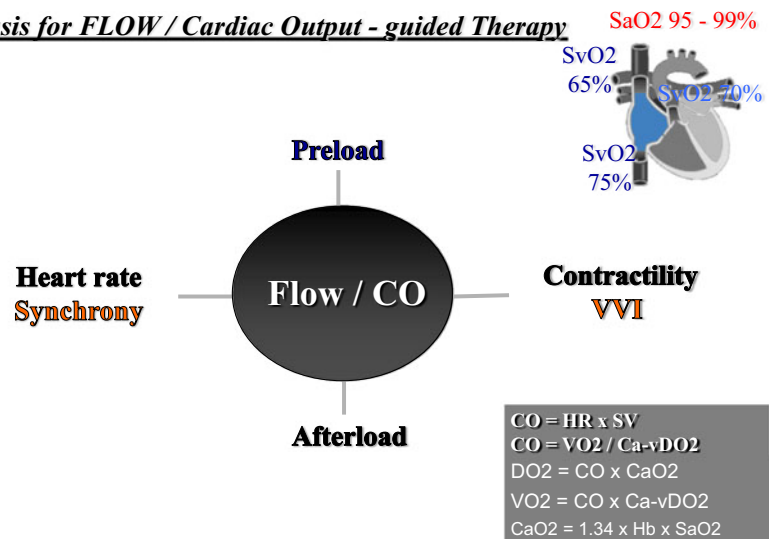 sis for FLOW / Cardiac Output - guided Therapy
SaO2 95 - 99%
SvO2
65%
SvO2 70%
SvO2
75%
Preload
Heart rate
Synchrony
Flow / CO
Contractility
VVI
Afterload
CO = HR x SV
CO = VO2 / Ca-vDO2
DO2 = CO x CaO2
VO2 = CO x Ca-vDO2
CaO2 = 1.34 x Hb x SaO2